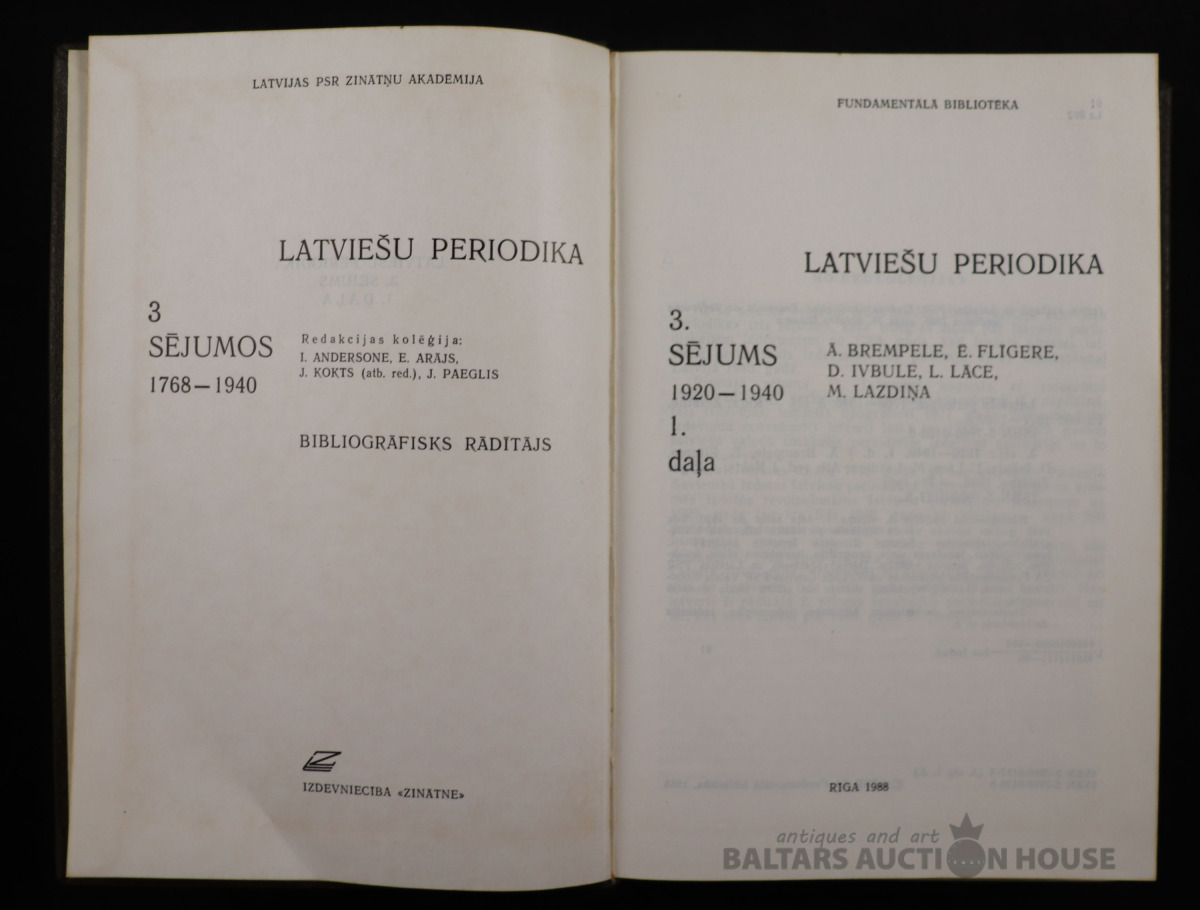 LATVIJAS PSR ZINĀTŅU AKADĒMIJA
LATVIEŠU PERIODIKA
3
SĒJUMOS
1768—1940
Redakcijas kolēģija:
I. ANDERSONE, E. ARĀJS,
J. KOKTS (atb. red.), J. PAEGLIS
BIBLIOGRĀFISKS RĀDĪTĀJS
IZDEVNIECĪBA «ZINĀTNE»
FUNDAMENTĀLĀ BIBLIOTĒKA
LATVIEŠU PERIODIKA
3.
SĒJUMS
1920—1940
1.
daļa
Ā. BREMPELE, Ē. FLĪGERE,
D. IVBULE, L. LĀCE,
M. LAZDIŅA
RĪGĀ 1988
antiques and art
BALTARS AUCTION HOUSE